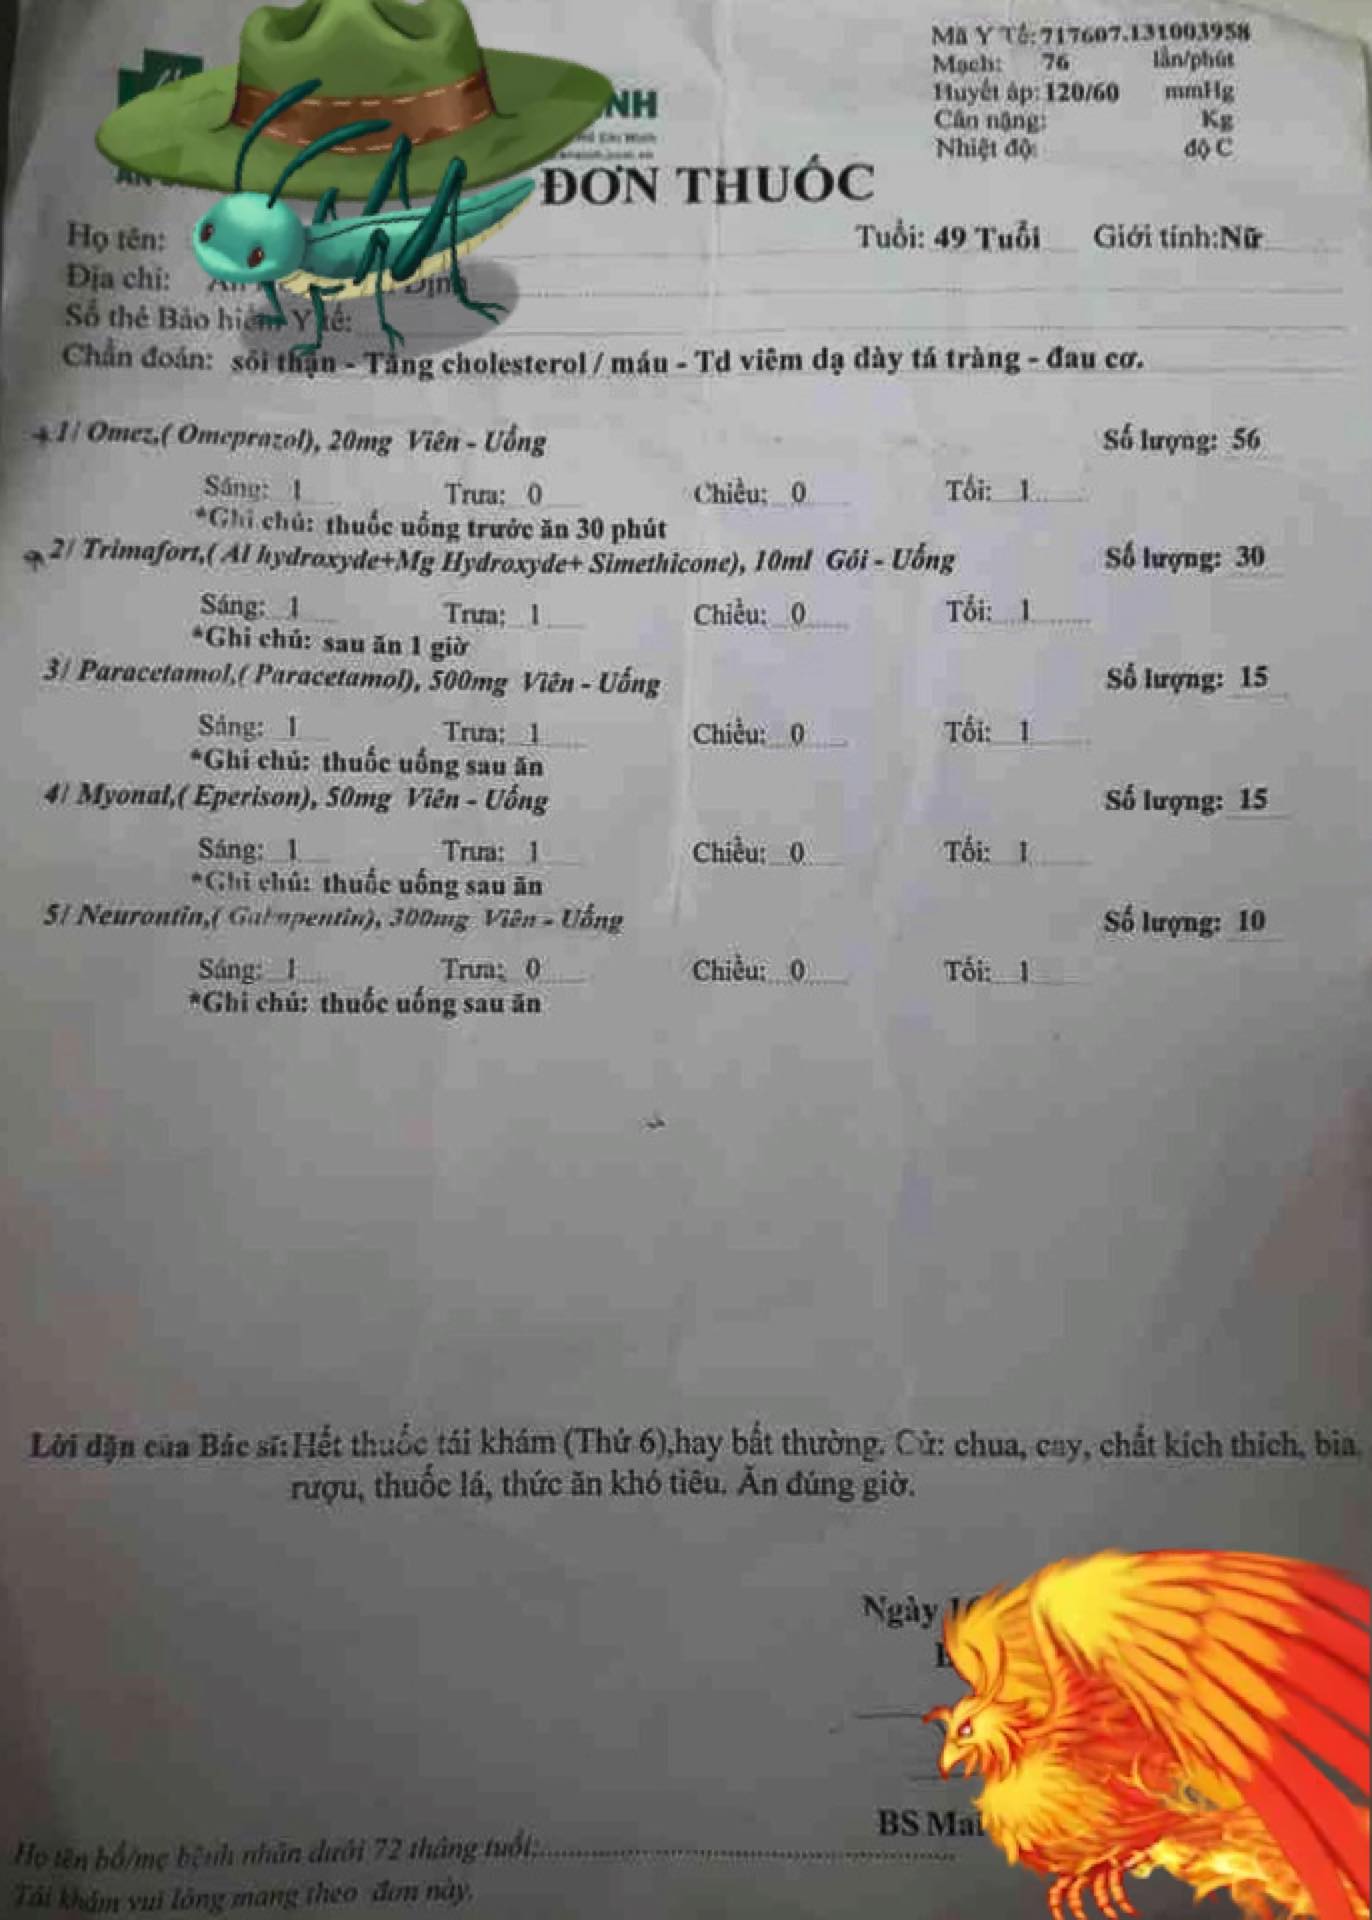 Mã Y Tế: 717607.131003958
Mạch: 76 lần/phút
Huyết áp: 120/60 mmHg
Cân nặng: Kg
Nhiệt độ: độ C
NH
ĐƠN THUỐC
Họ tên: Tuổi: 49 Tuổi Giới tính: Nữ
Địa chỉ: Định
Số thẻ Bảo hiểm Y tế:
Chẩn đoán: sỏi thận - Tăng cholesterol / máu - Td viêm dạ dày tá tràng - đau cơ.
1/ Omez,( Omeprazol), 20mg Viên - Uống Số lượng: 56
Sáng: 1 Trưa: 0 Chiều: 0 Tối: 1
*Ghi chú: thuốc uống trước ăn 30 phút
2/ Trimafort,( Al hydroxyde+Mg Hydroxyde+ Simethicone), 10ml Gói - Uống Số lượng: 30
Sáng: 1 Trưa: 1 Chiều: 0 Tối: 1
*Ghi chú: sau ăn 1 giờ
3/ Paracetamol,( Paracetamol), 500mg Viên - Uống Số lượng: 15
Sáng: 1 Trưa: 1 Chiều: 0 Tối: 1
*Ghi chú: thuốc uống sau ăn
4/ Myonal,( Eperison), 50mg Viên - Uống Số lượng: 15
Sáng: 1 Trưa: 1 Chiều: 0 Tối: 1
*Ghi chú: thuốc uống sau ăn
5/ Neurontin,( Gabapentin), 300mg Viên - Uống Số lượng: 10
Sáng: 1 Trưa: 0 Chiều: 0 Tối: 1
*Ghi chú: thuốc uống sau ăn
Lời dặn của Bác sĩ: Hết thuốc tái khám (Thứ 6),hay bất thường. Cử: chua, cay, chất kích thích, bia,
rượu, thuốc lá, thức ăn khó tiêu. Ăn đúng giờ.
Ngày
BS Mai
Họ tên bố/mẹ bệnh nhân dưới 72 tháng tuổi:
Tái khám vui lòng mang theo đơn này.